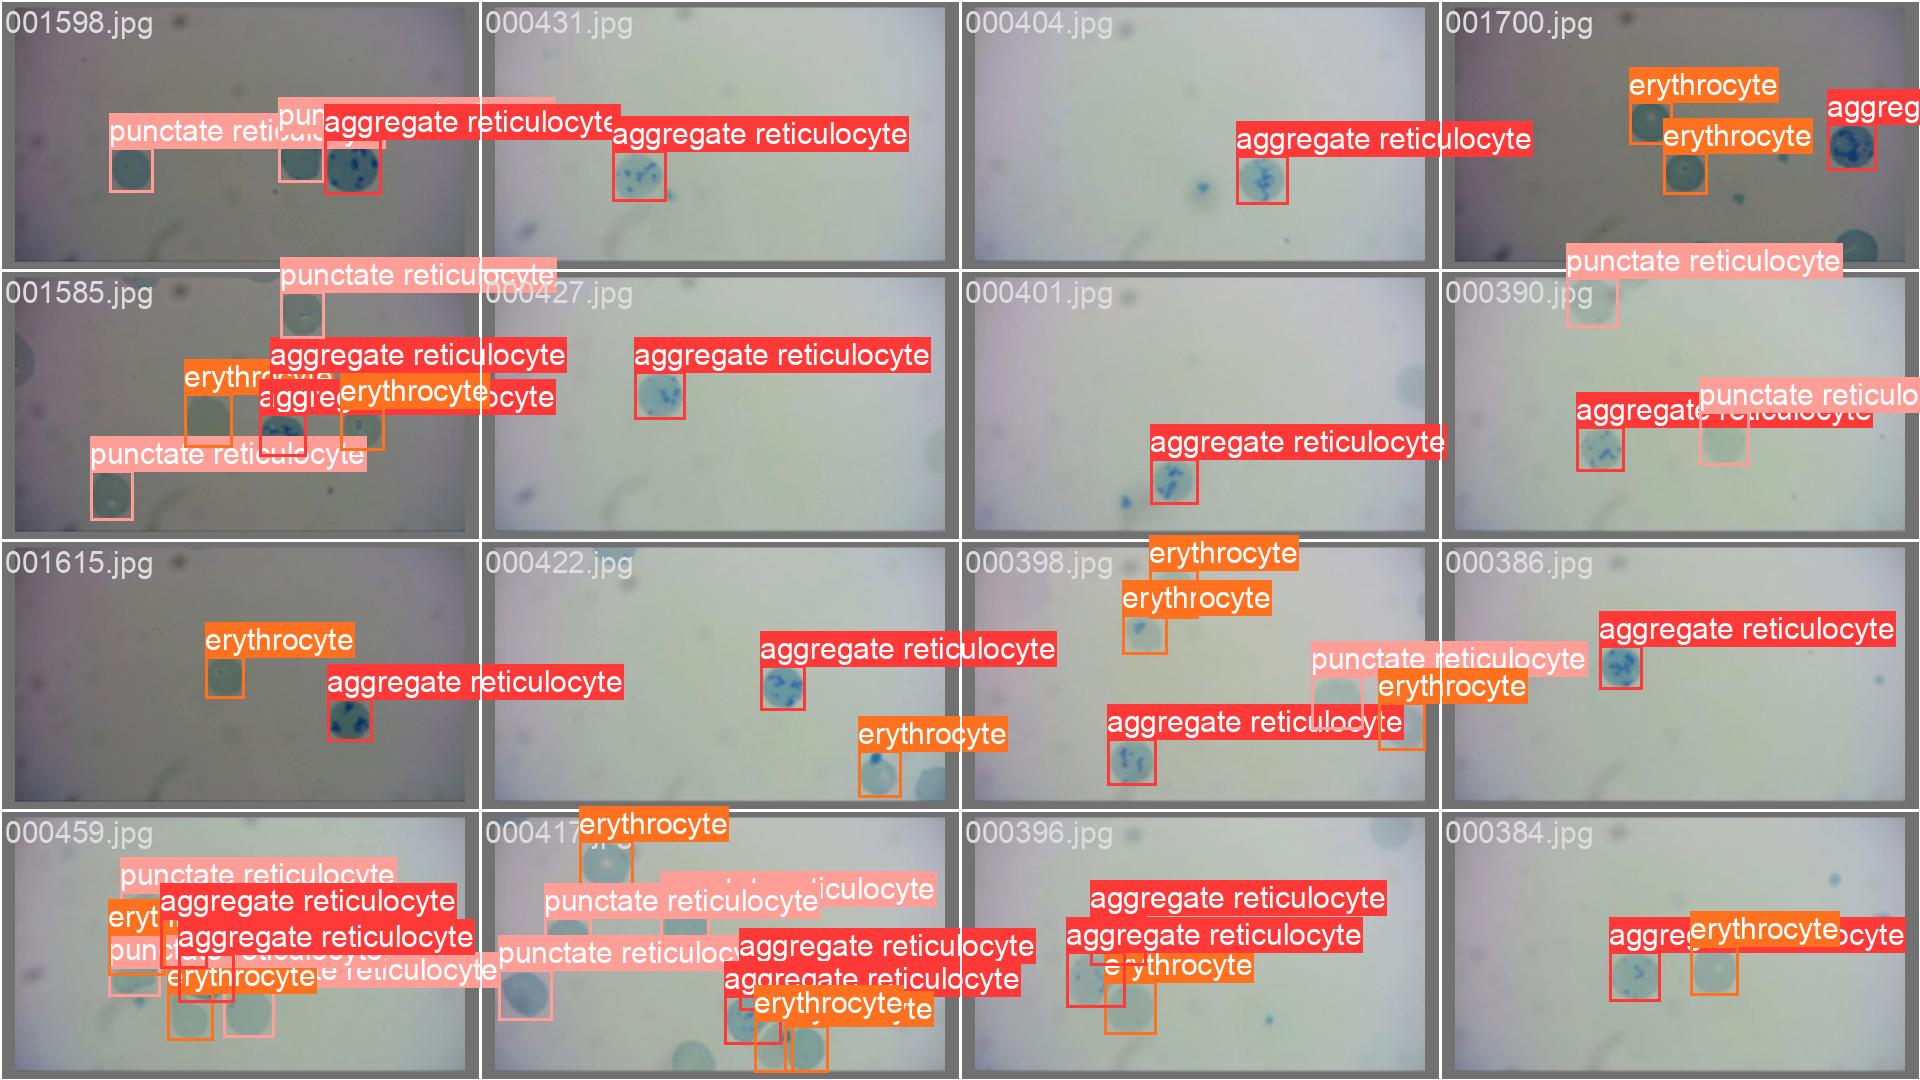 001598.jpg
punctate
aggregate reticulocyte
000431.jpg
aggregate reticulocyte
000404.jpg
aggregate reticulocyte
001700.jpg
erythrocyte
erythrocyte
aggreg
001585.jpg
punctate reticulocyte
aggregate reticulocyte
erythrocyte
punctate reticulocyte
000427.jpg
aggregate reticulocyte
000401.jpg
aggregate reticulocyte
000390.jpg
punctate reticulocyte
aggregate reticulocyte
punctate reticulo
001615.jpg
erythrocyte
aggregate reticulocyte
000422.jpg
aggregate reticulocyte
erythrocyte
000398.jpg
erythrocyte
erythrocyte
punctate reticulocyte
erythrocyte
aggregate reticulocyte
000386.jpg
aggregate reticulocyte
000459.jpg
punctate reticulocyte
aggregate reticulocyte
eryt
aggregate reticulocyte
erythrocyte
000417.jpg
erythrocyte
punctate reticulocyte
punctate
aggregate reticulocyte
aggregate reticulocyte
erythrocyte
000396.jpg
aggregate reticulocyte
aggregate reticulocyte
erythrocyte
000384.jpg
erythrocyte